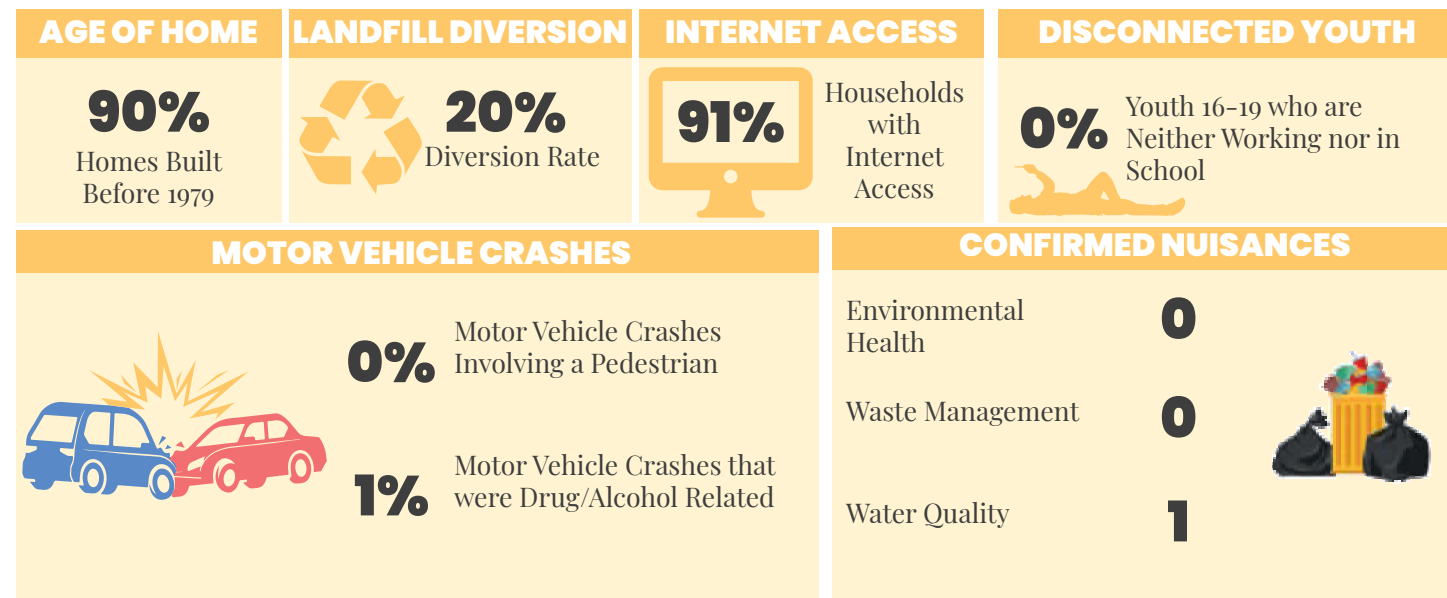 AGE OF HOME
90%
Homes Built
Before 1979
LANDFILL DIVERSION
20%
Diversion Rate
INTERNET ACCESS
91%
Households
with
Internet
Access
DISCONNECTED YOUTH
0%
Youth 16-19 who are
Neither Working nor in
School
MOTOR VEHICLE CRASHES
0%
Motor Vehicle Crashes
Involving a Pedestrian
1%
Motor Vehicle Crashes that
were Drug/Alcohol Related
CONFIRMED NUISANCES
Environmental
Health
0
Waste Management
0
Water Quality
1